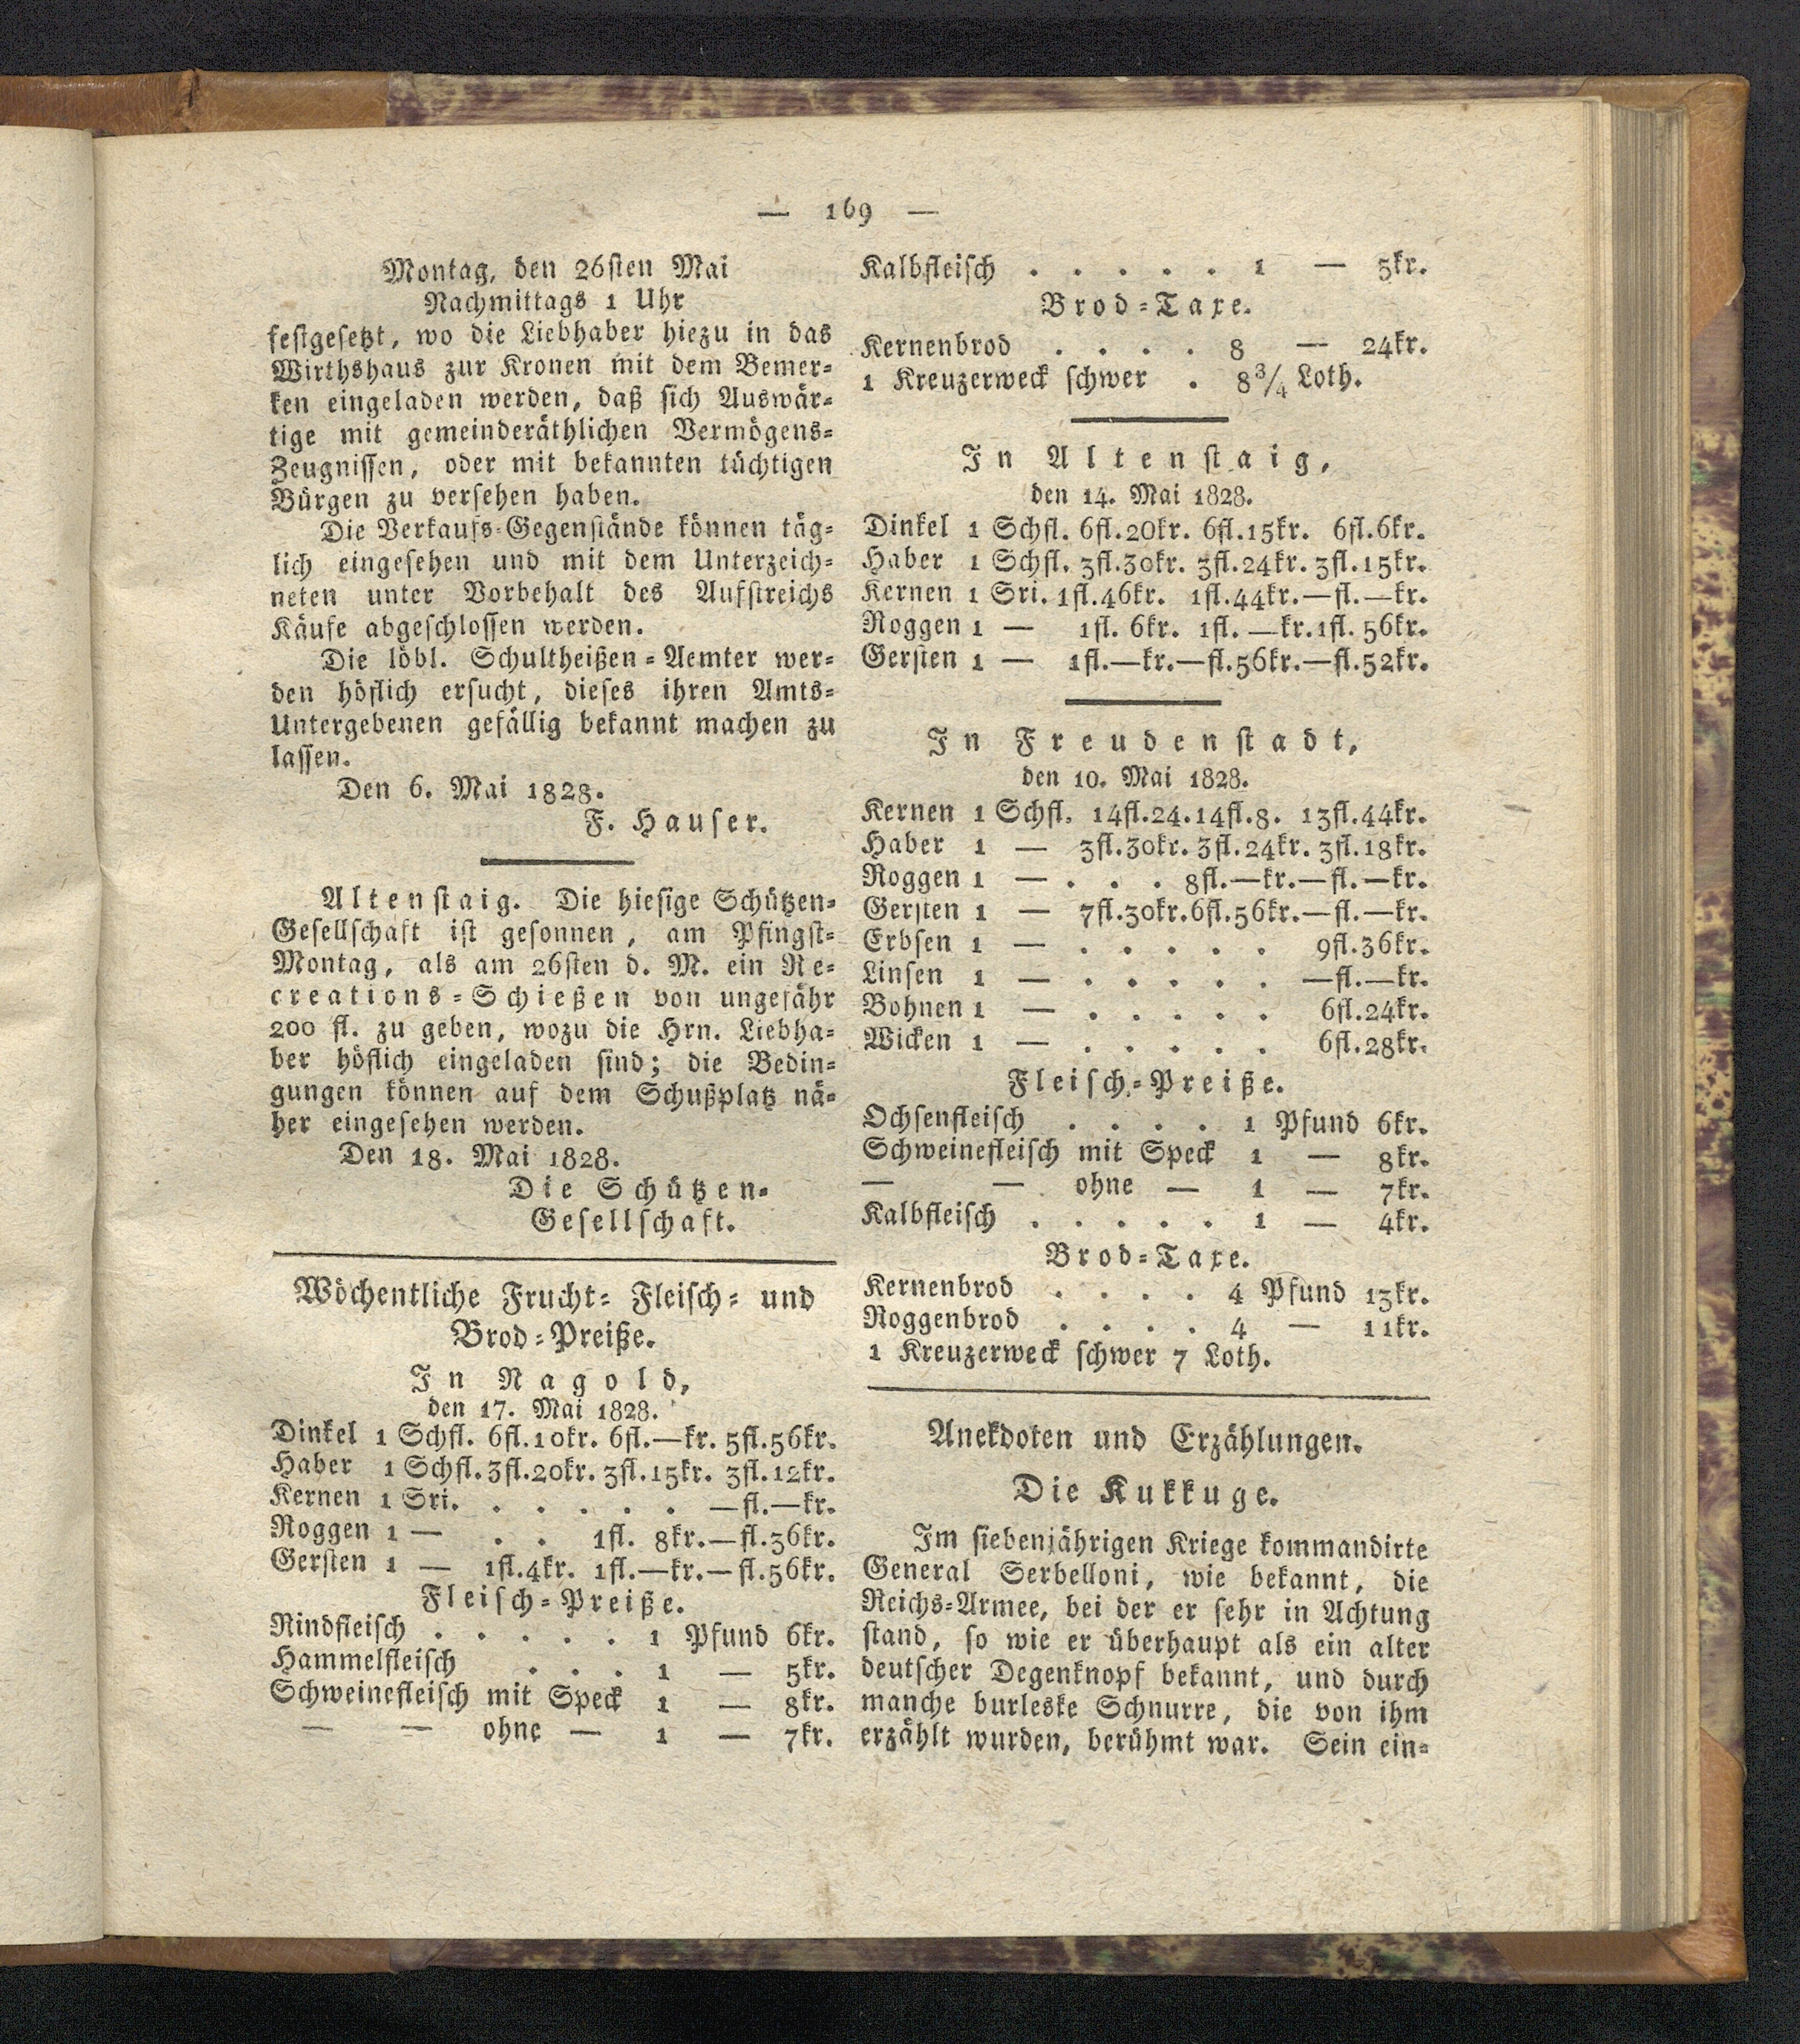 — 169 —
Montag, den 26sten Mai
Nachmittags 1 Uhr
festgesetzt, wo die Liebhaber hiezu in das
Wirthshaus zur Kronen mit dem Bemer-
ken eingeladen werden, daß sich Auswär-
tige mit gemeinderäthlichen Vermögens-
Zeugnissen, oder mit bekannten tüchtigen
Bürgen zu versehen haben.
Die Verkaufs-Gegenstände können täg-
lich eingesehen und mit dem Unterzeich-
neten unter Vorbehalt des Aufstreichs
Käufe abgeschlossen werden.
Die löbl. Schultheißen-Aemter wer-
den höflich ersucht, dieses ihren Amts-
Untergebenen gefällig bekannt machen zu
lassen.
Den 6. Mai 1828.
F. Hauser.
Altenstaig. Die hiesige Schützen-
Gesellschaft ist gesonnen, am Pfingst-
Montag, als am 26sten d. M. ein Re-
creations-Schießen von ungefähr
200 fl. zu geben, wozu die Hrn. Liebha-
ber höflich eingeladen sind; die Bedin-
gungen können auf dem Schußplatz nä-
her eingesehen werden.
Den 18. Mai 1828.
Die Schützen-
Gesellschaft.
Wöchentliche Frucht- Fleisch- und
Brod-Preiße.
In Nagold,
den 17. Mai 1828.
Dinkel 1 Schfl. 6fl.10kr. 6fl.—kr. 5fl.56kr.
Haber 1 Schfl. 3fl.20kr. 3fl.15kr. 3fl.12kr.
Kernen 1 Sri. . . . . . . —fl.—kr.
Roggen 1 — . . 1fl. 8kr.—fl.36kr.
Gersten 1 — 1fl.4kr. 1fl.—kr.—fl.56kr.
Fleisch-Preiße.
Rindfleisch . . . . . 1 Pfund 6kr.
Hammelfleisch . . . 1 — 5kr.
Schweinefleisch mit Speck 1 — 8kr.
— — ohne — 1 — 7kr.
Kalbfleisch . . . . . 1 — 5kr.
Brod-Taxe.
Kernenbrod . . . . 8 — 24kr.
1 Kreuzerweck schwer . 8 3/4 Loth.
In Altenstaig,
den 14. Mai 1828.
Dinkel 1 Schfl. 6fl.20kr. 6fl.15kr. 6fl.6kr.
Haber 1 Schfl. 3fl.30kr. 3fl.24kr. 3fl.15kr.
Kernen 1 Sri. 1fl.46kr. 1fl.44kr.—fl.—kr.
Roggen 1 — 1fl. 6kr. 1fl. —kr.1fl. 56kr.
Gersten 1 — 1fl.—kr.—fl.56kr.—fl.52kr.
In Freudenstadt,
den 10. Mai 1828.
Kernen 1 Schfl. 14fl.24.14fl.8. 13fl.44kr.
Haber 1 — 3fl.30kr. 3fl.24kr. 3fl.18kr.
Roggen 1 — . . . 8fl.—kr.—fl.—kr.
Gersten 1 — 7fl.30kr.6fl.56kr.—fl.—kr.
Erbsen 1 — . . . . . 9fl.36kr.
Linsen 1 — . . . . . —fl.—kr.
Bohnen 1 — . . . . . 6fl.24kr.
Wicken 1 — . . . . . 6fl.28kr.
Fleisch-Preiße.
Ochsenfleisch . . . . 1 Pfund 6kr.
Schweinefleisch mit Speck 1 — 8kr.
— — ohne — 1 — 7kr.
Kalbfleisch . . . . . 1 — 4kr.
Brod-Taxe.
Kernenbrod . . . . 4 Pfund 13kr.
Roggenbrod . . . . 4 — 11kr.
1 Kreuzerweck schwer 7 Loth.
Anekdoten und Erzählungen.
Die Kukkuge.
Im siebenjährigen Kriege kommandirte
General Serbelloni, wie bekannt, die
Reichs-Armee, bei der er sehr in Achtung
stand, so wie er überhaupt als ein alter
deutscher Degenknopf bekannt, und durch
manche burleske Schnurre, die von ihm
erzählt wurden, berühmt war. Sein ein-